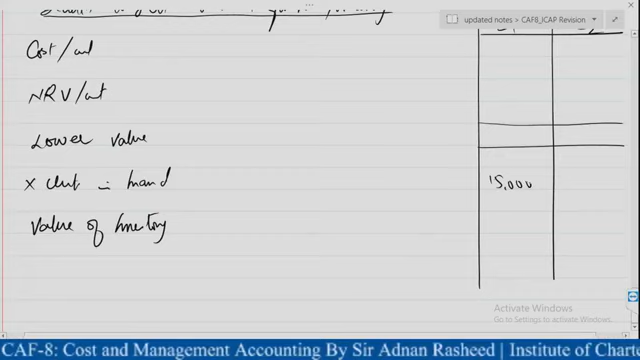 updated notes > CAF8_ICAP Revision
Cost/unit
NRV/unit
Lower value
x Unit in hand
15,000
Value of Inventory
Activate Windows
Go to Settings to activate Windows.
CAF-8: Cost and Management Accounting By Sir Adnan Rasheed | Institute of Charte